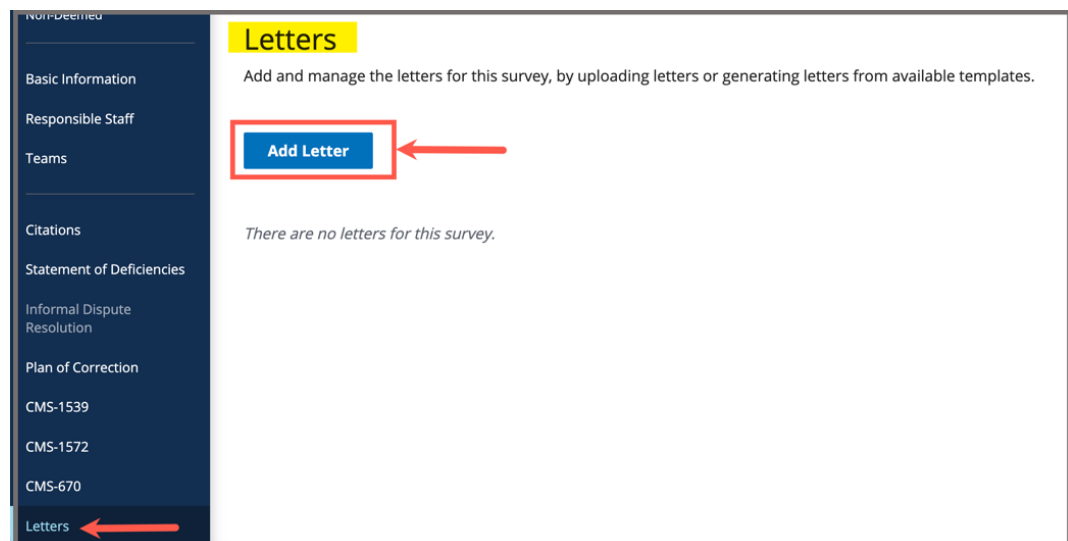 Non-Deemed
Basic Information
Responsible Staff
Teams
Citations
Statement of Deficiencies
Informal Dispute
Resolution
Plan of Correction
CMS-1539
CMS-1572
CMS-670
Letters
Letters
Add and manage the letters for this survey, by uploading letters or generating letters from available templates.
Add Letter
There are no letters for this survey.